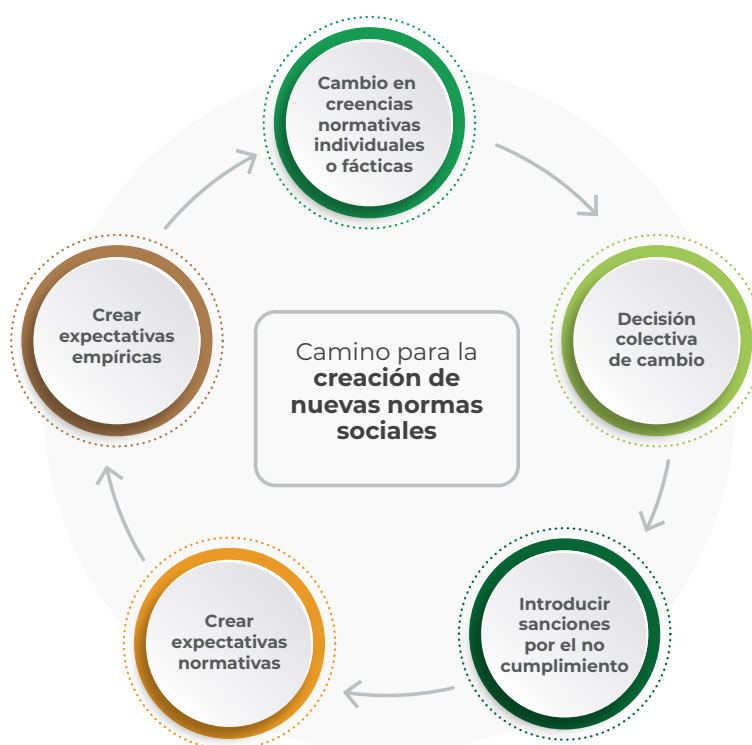 Cambio en
creencias
normativas
individuales
o fácticas
Decisión
colectiva
de cambio
Introducir
sanciones
por el no
cumplimiento
Crear
expectativas
normativas
Crear
expectativas
empíricas
Camino para la
creación de
nuevas normas
sociales